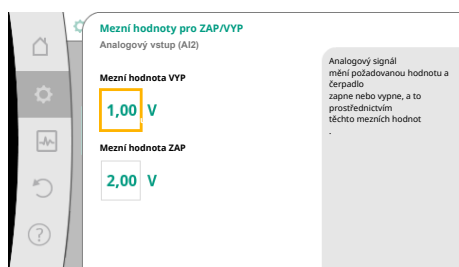 Mezní hodnoty pro ZAP/VYP
Analogový vstup (AI2)
Mezní hodnota VYP
1,00 V
Mezní hodnota ZAP
2,00 V
Analogový signál
mění požadovanou hodnotu a
čerpadlo
zapne nebo vypne, a to
prostřednictvím
těchto mezních hodnot
.
?